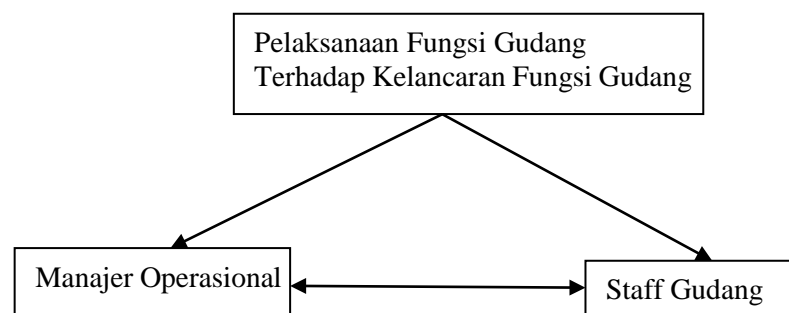 Pelaksanaan Fungsi Gudang
Terhadap Kelancaran Fungsi Gudang
Manajer Operasional
Staff Gudang